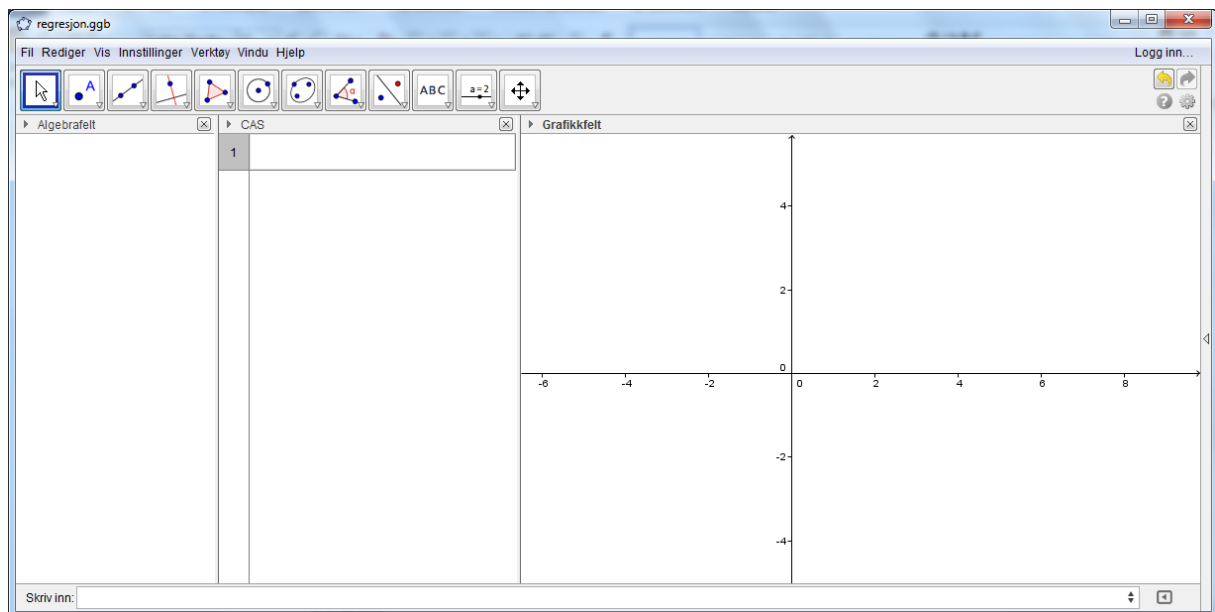 regresjon.ggb
Fil Rediger Vis Innstillinger Verktøy Vindu Hjelp Logg inn...
A α ABC a=2
Algebrafelt CAS Grafikkfelt
1
4
2
0
-6 -4 -2 0 2 4 6 8
-2
-4
Skriv inn: